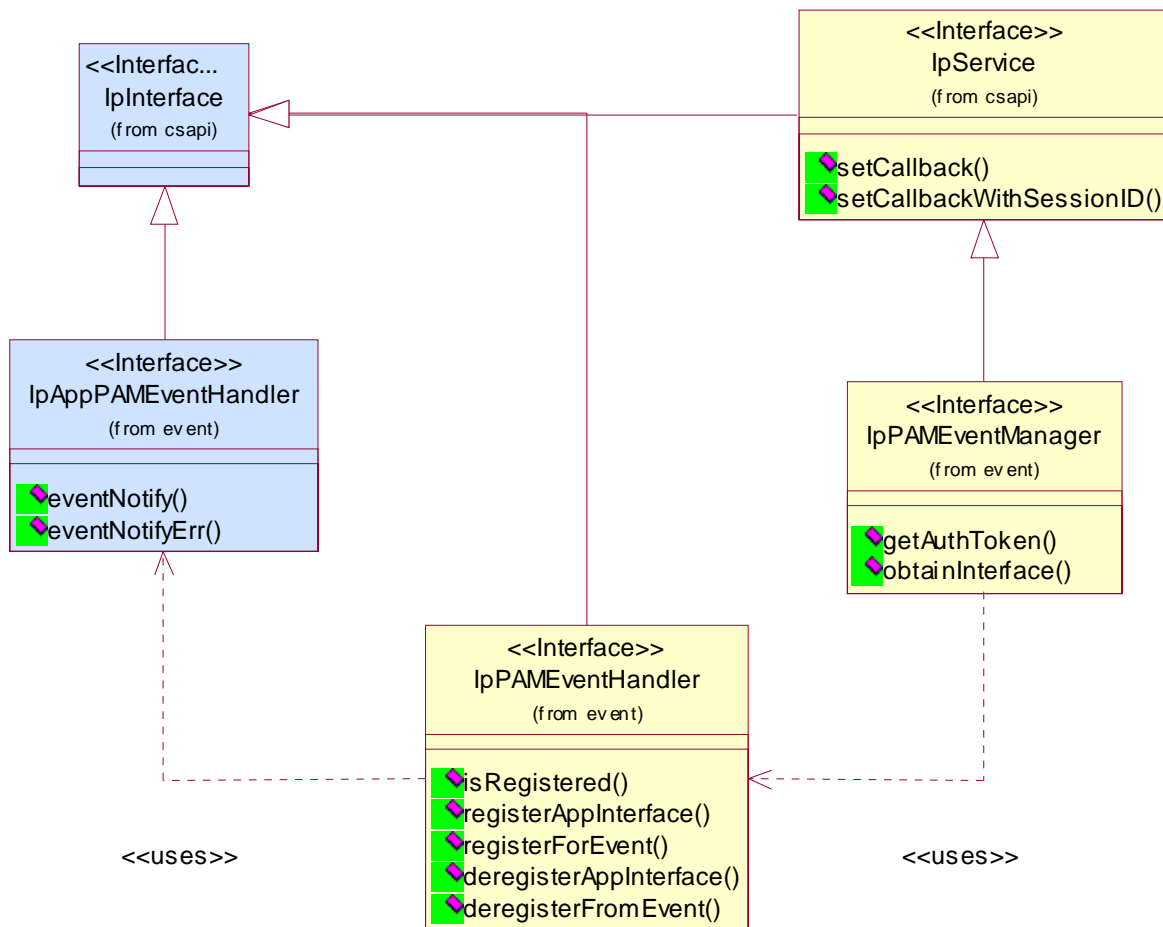 <<Interfac...
IpInterface
(from csapi)
<<Interface>>
IpService
(from csapi)
setCallback()
setCallbackWithSessionID()
<<Interface>>
IpAppPAMEventHandler
(from event)
eventNotify()
eventNotifyErr()
<<Interface>>
IpPAMEventManager
(from event)
getAuthToken()
obtainInterface()
<<Interface>>
IpPAMEventHandler
(from event)
isRegistered()
registerAppInterface()
registerForEvent()
deregisterAppInterface()
deregisterFromEvent()
<<uses>>
<<uses>>